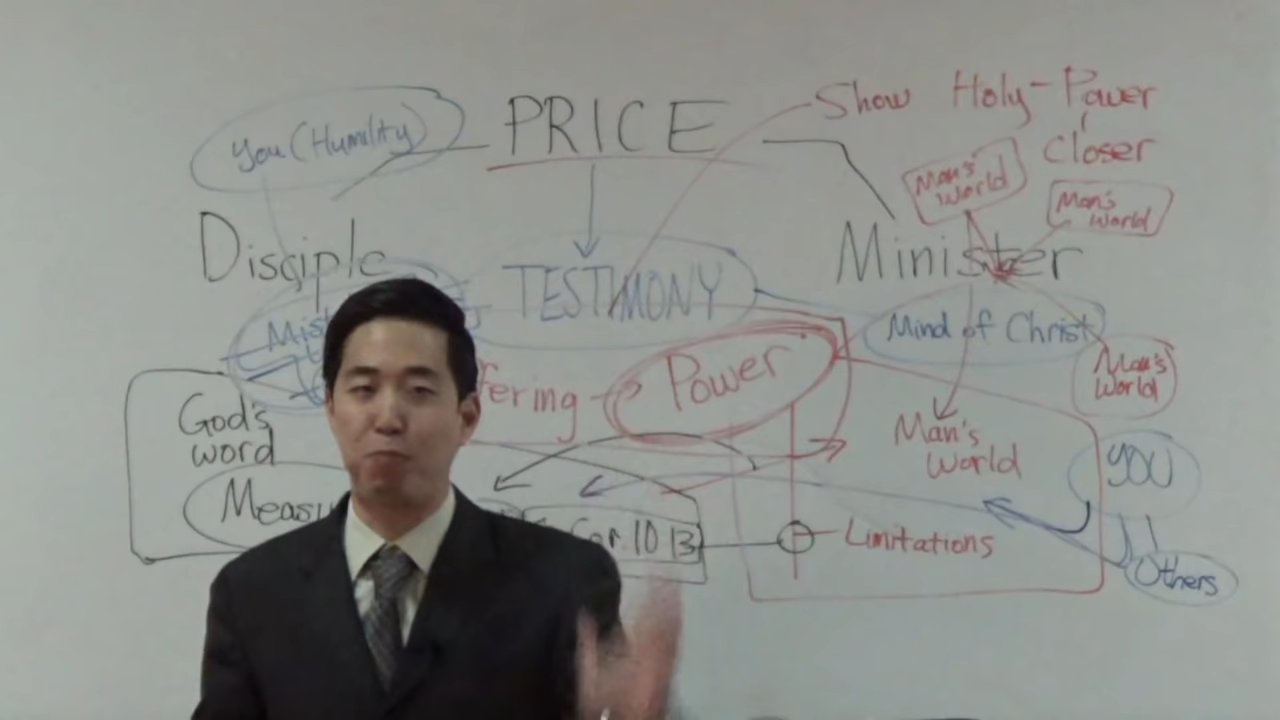 You (Humility)
PRICE
Show Holy-Power
Closer
Man's
World
Man's
World
Disciple
TESTIMONY
Minister
Mind of Christ
Power
Man's
World
God's
word
Man's
World
YOU
10 13
Limitations
Others